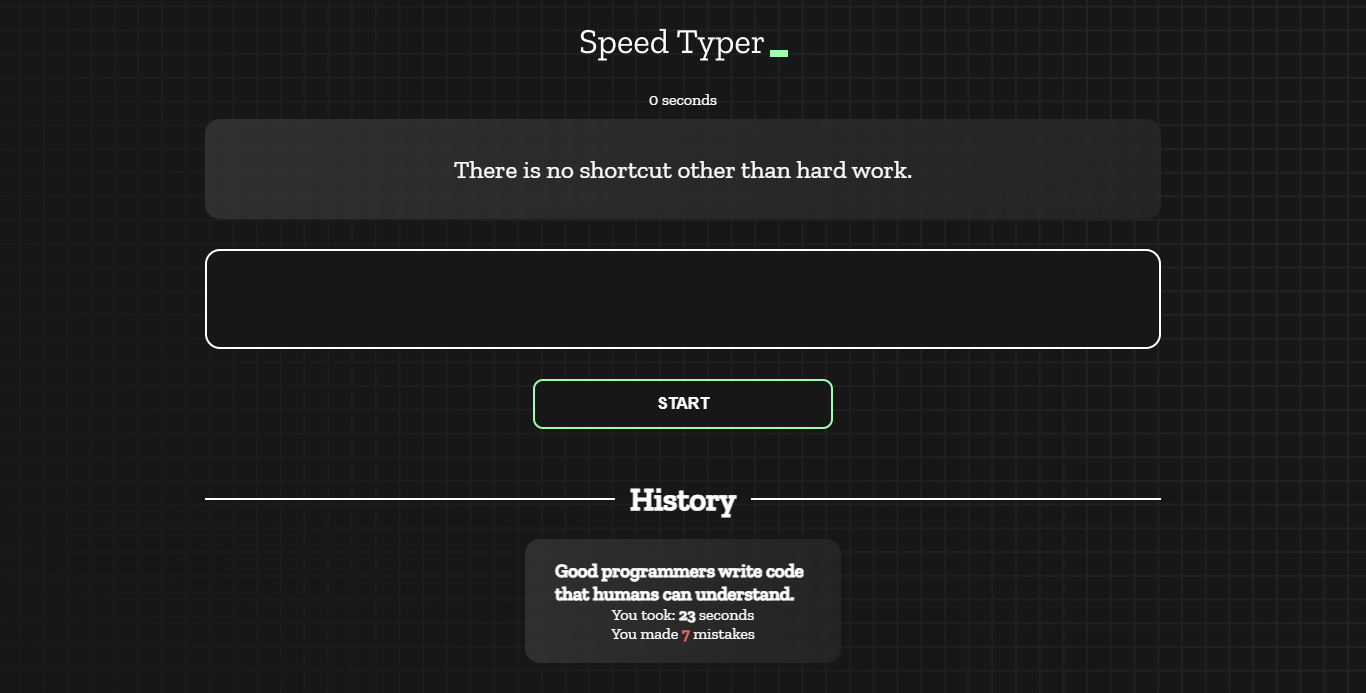 Speed Typer
0 seconds
There is no shortcut other than hard work.
START
History
Good programmers write code
that humans can understand.
You took: 23 seconds
You made 7 mistakes